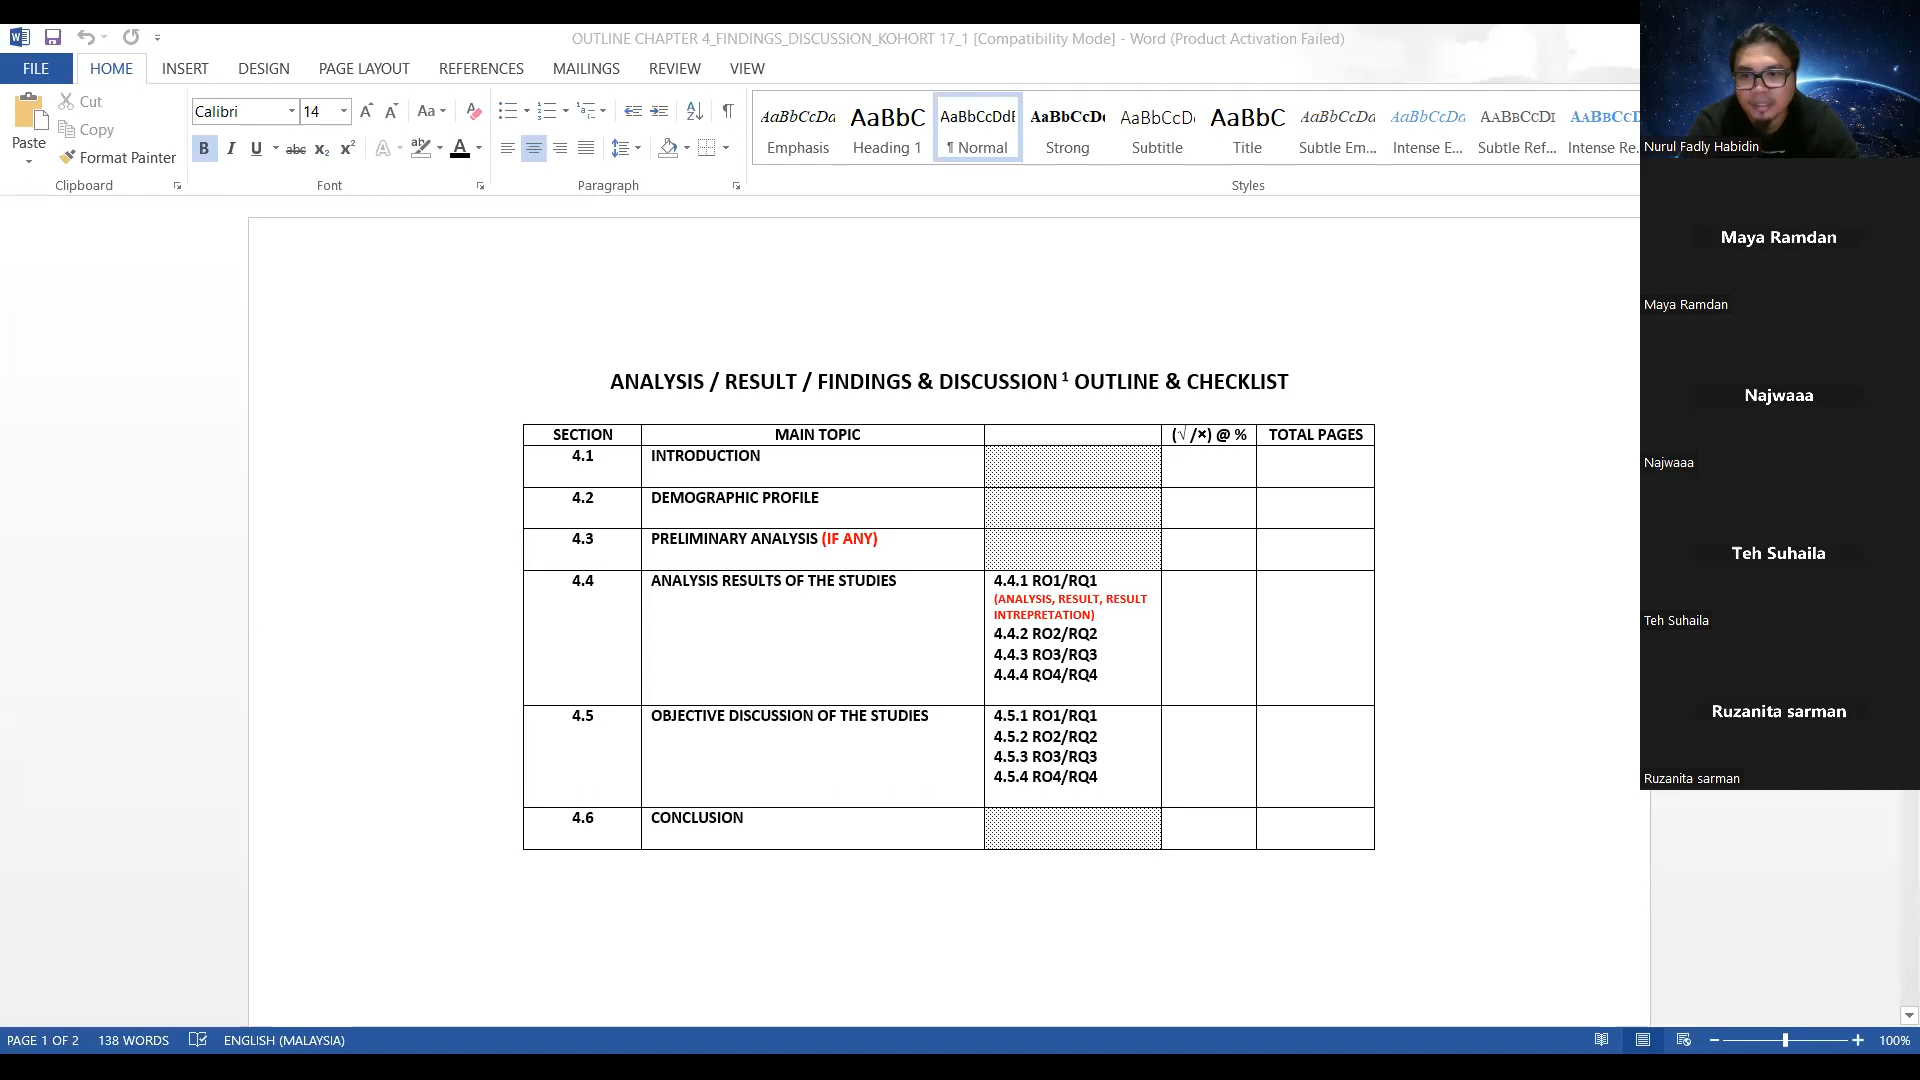 OUTLINE CHAPTER 4_FINDINGS_DISCUSSION_KOHORT 17_1 [Compatibility Mode] - Word (Product Activation Failed)
FILE HOME INSERT DESIGN PAGE LAYOUT REFERENCES MAILINGS REVIEW VIEW
Paste
Cut
Copy
Format Painter
Clipboard
Calibri 14
Font
Paragraph
AaBbCcDd AaBbC AaBbCcDdE AaBbCcDc AaBbCcD AaBbC AaBbCcDd AaBbCcDd AABBCCDI AABBCCD
Emphasis Heading 1 ¶ Normal Strong Subtitle Title Subtle Em... Intense E... Subtle Ref... Intense Re...
Styles
ANALYSIS / RESULT / FINDINGS & DISCUSSION 1 OUTLINE & CHECKLIST
SECTION MAIN TOPIC (√ /×) @ % TOTAL PAGES
4.1 INTRODUCTION
4.2 DEMOGRAPHIC PROFILE
4.3 PRELIMINARY ANALYSIS (IF ANY)
4.4 ANALYSIS RESULTS OF THE STUDIES 4.4.1 RO1/RQ1
(ANALYSIS, RESULT, RESULT
INTREPRETATION)
4.4.2 RO2/RQ2
4.4.3 RO3/RQ3
4.4.4 RO4/RQ4
4.5 OBJECTIVE DISCUSSION OF THE STUDIES 4.5.1 RO1/RQ1
4.5.2 RO2/RQ2
4.5.3 RO3/RQ3
4.5.4 RO4/RQ4
4.6 CONCLUSION
PAGE 1 OF 2 138 WORDS ENGLISH (MALAYSIA) 100%
Nurul Fadly Habidin
Maya Ramdan
Maya Ramdan
Najwaaa
Najwaaa
Teh Suhaila
Teh Suhaila
Ruzanita sarman
Ruzanita sarman